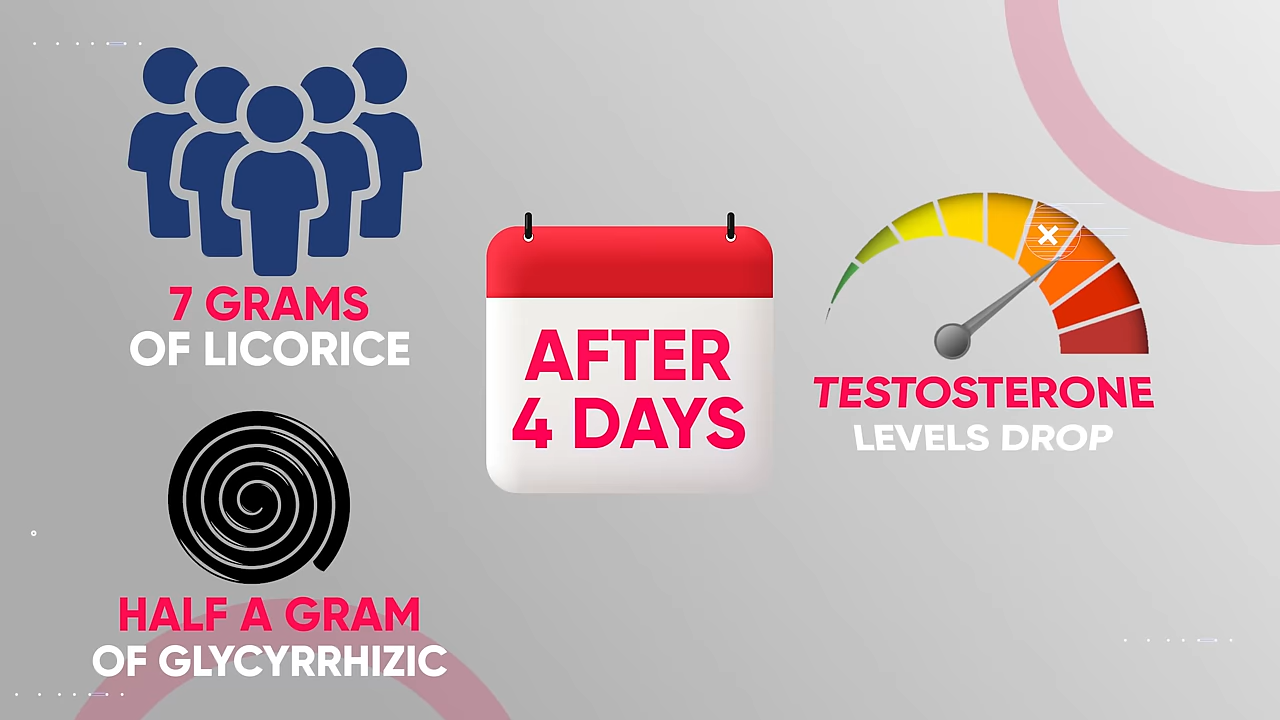 7 GRAMS
OF LICORICE
HALF A GRAM
OF GLYCYRRHIZIC
AFTER
4 DAYS
TESTOSTERONE
LEVELS DROP